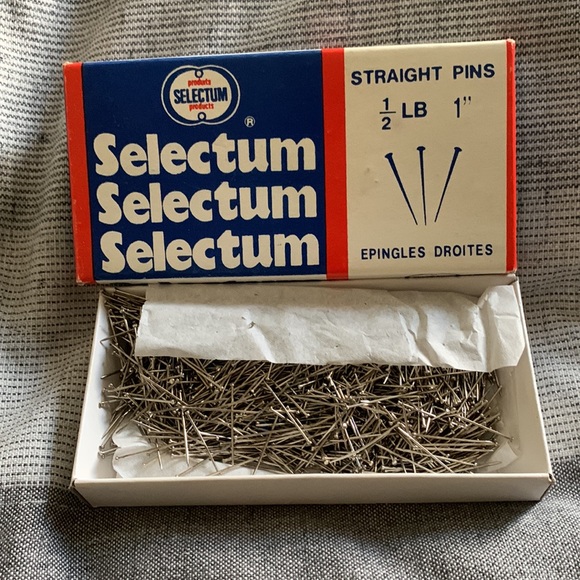 products
SELECTUM
products
®
Selectum
Selectum
Selectum
STRAIGHT PINS
1/2 LB 1"
EPINGLES DROITES